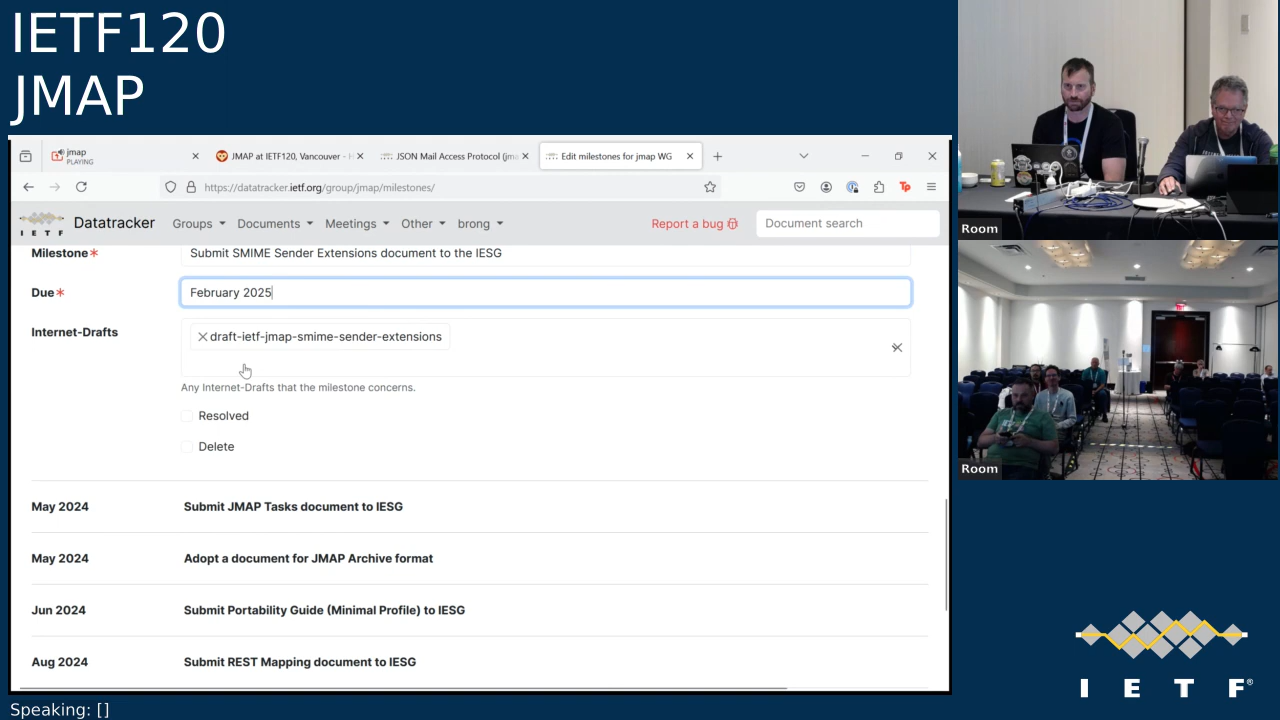 IETF120
JMAP
jmap
PLAYING
JMAP at IETF120, Vancouver -
JSON Mail Access Protocol (jma
Edit milestones for jmap WG
https://datatracker.ietf.org/group/jmap/milestones/
Tp
IETF
Datatracker
Groups
Documents
Meetings
Other
brong
Report a bug
Document search
Milestone*
Submit SMIME Sender Extensions document to the IESG
Due*
February 2025
Internet-Drafts
draft-ietf-jmap-smime-sender-extensions
Any Internet-Drafts that the milestone concerns.
Resolved
Delete
May 2024 Submit JMAP Tasks document to IESG
May 2024 Adopt a document for JMAP Archive format
Jun 2024 Submit Portability Guide (Minimal Profile) to IESG
Aug 2024 Submit REST Mapping document to IESG
Room
Room
I E T F®
Speaking: []